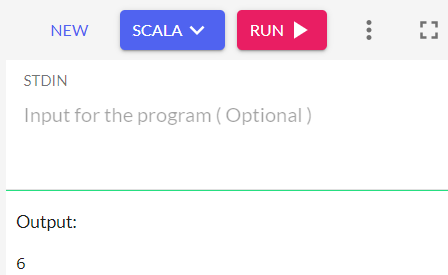 NEW SCALA RUN
STDIN
Input for the program ( Optional )
Output:
6